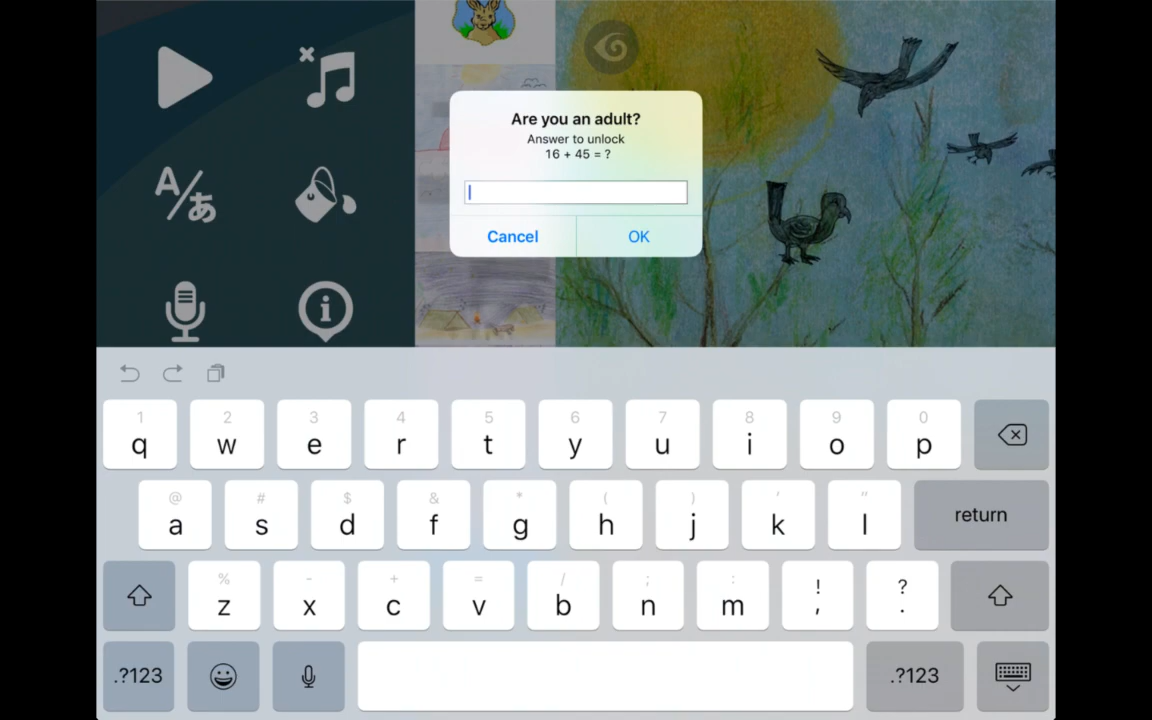 Are you an adult?
Answer to unlock
16 + 45 = ?
Cancel OK
A/あ
i
1 2 3 4 5 6 7 8 9 0
q w e r t y u i o p
@ # $ & * ( ) ' "
a s d f g h j k l return
% - + = / ; : ! ?
z x c v b n m , .
.?123 .?123